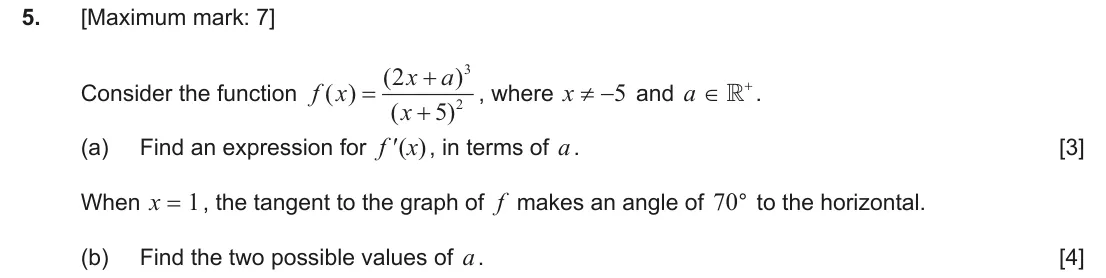 5. [Maximum mark: 7]
Consider the function f(x) = (2x + a)³ / (x + 5)², where x ≠ −5 and a ∈ ℝ⁺.
(a) Find an expression for f′(x), in terms of a. [3]
When x = 1, the tangent to the graph of f makes an angle of 70° to the horizontal.
(b) Find the two possible values of a. [4]